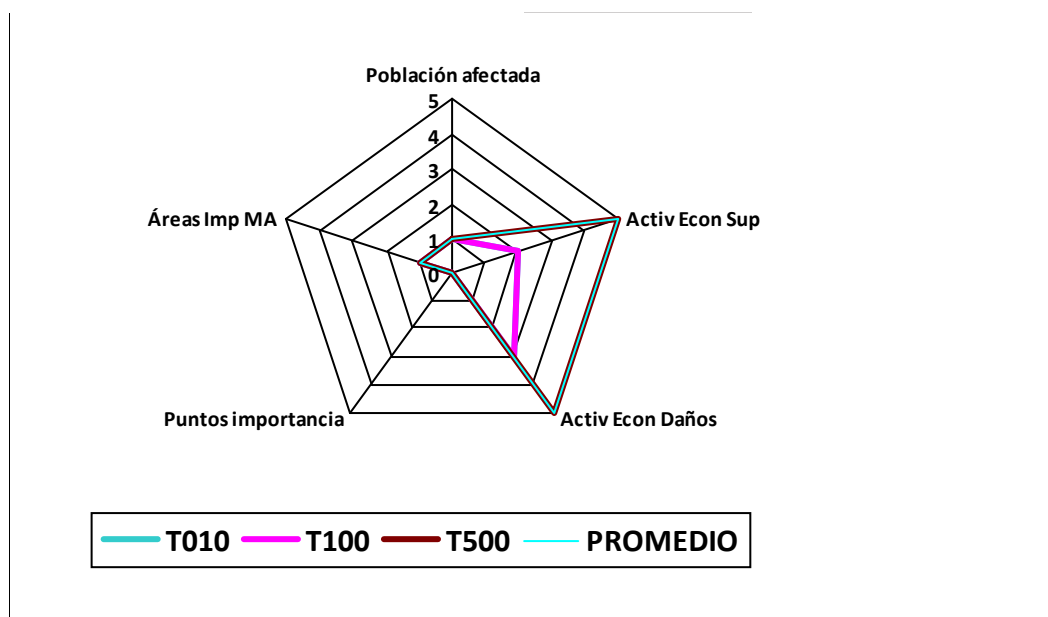 Población afectada
5
4
3
2
1
0
Áreas Imp MA
Activ Econ Sup
Puntos importancia
Activ Econ Daños
T010 T100 T500 PROMEDIO